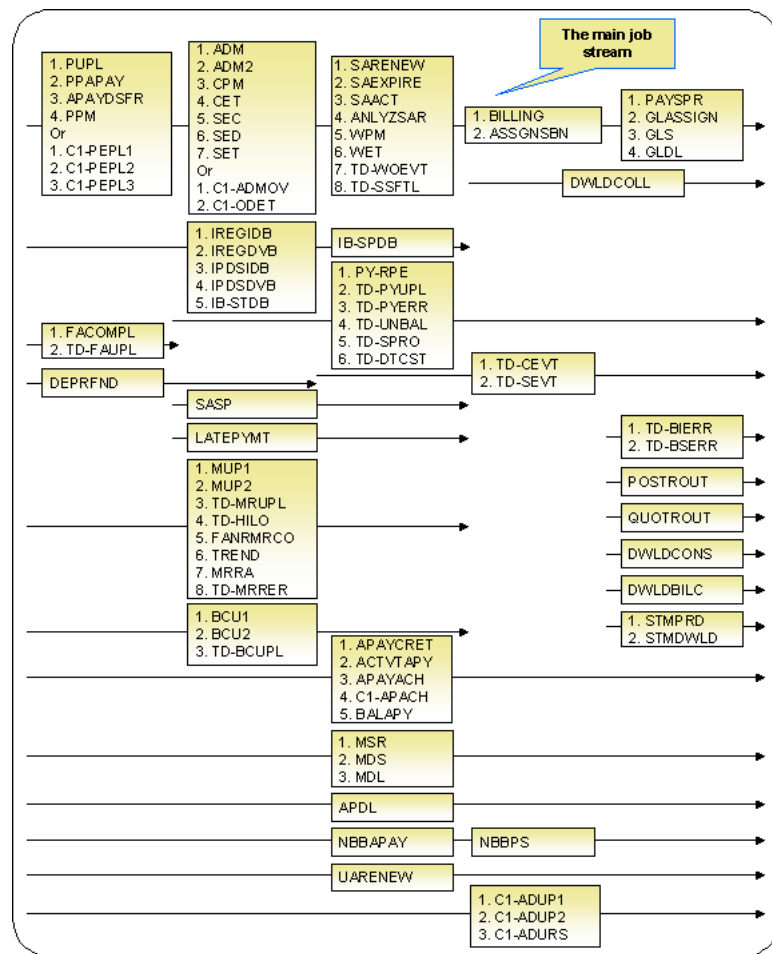 The main job
stream
1. PUPL
2. PPAPAY
3. APAYDSFR
4. PPM
Or
1. C1-PEPL1
2. C1-PEPL2
3. C1-PEPL3
1. ADM
2. ADM2
3. CPM
4. CET
5. SEC
6. SED
7. SET
Or
1. C1-ADMOV
2. C1-ODET
1. SARENEW
2. SAEXPIRE
3. SAACT
4. ANLYZSAR
5. WPM
6. WET
7. TD-WOEVT
8. TD-SSFTL
1. BILLING
2. ASSGNSBN
1. PAYSPR
2. GLASSIGN
3. GLS
4. GLDL
DWLDCOLL
1. IREGIDB
2. IREGDVB
3. IPDSIDB
4. IPDSDVB
5. IB-STDB
IB-SPDB
1. PY-RPE
2. TD-PYUPL
3. TD-PYERR
4. TD-UNBAL
5. TD-SPRO
6. TD-DTCST
1. FACOMPL
2. TD-FAUPL
DEPRFND
1. TD-CEVT
2. TD-SEVT
SASP
LATEPYMT
1. TD-BIERR
2. TD-BSERR
1. MUP1
2. MUP2
3. TD-MRUPL
4. TD-HILO
5. FANRMRCO
6. TREND
7. MRRA
8. TD-MRRER
POSTROUT
QUOTROUT
DWLDCONS
DWLDBILC
1. BCU1
2. BCU2
3. TD-BCUPL
1. STMPRD
2. STMDWLD
1. APAYCRET
2. ACTVTAPY
3. APAYACH
4. C1-APACH
5. BALAPY
1. MSR
2. MDS
3. MDL
APDL
NBBAPAY
NBBPS
UARENEW
1. C1-ADUP1
2. C1-ADUP2
3. C1-ADURS